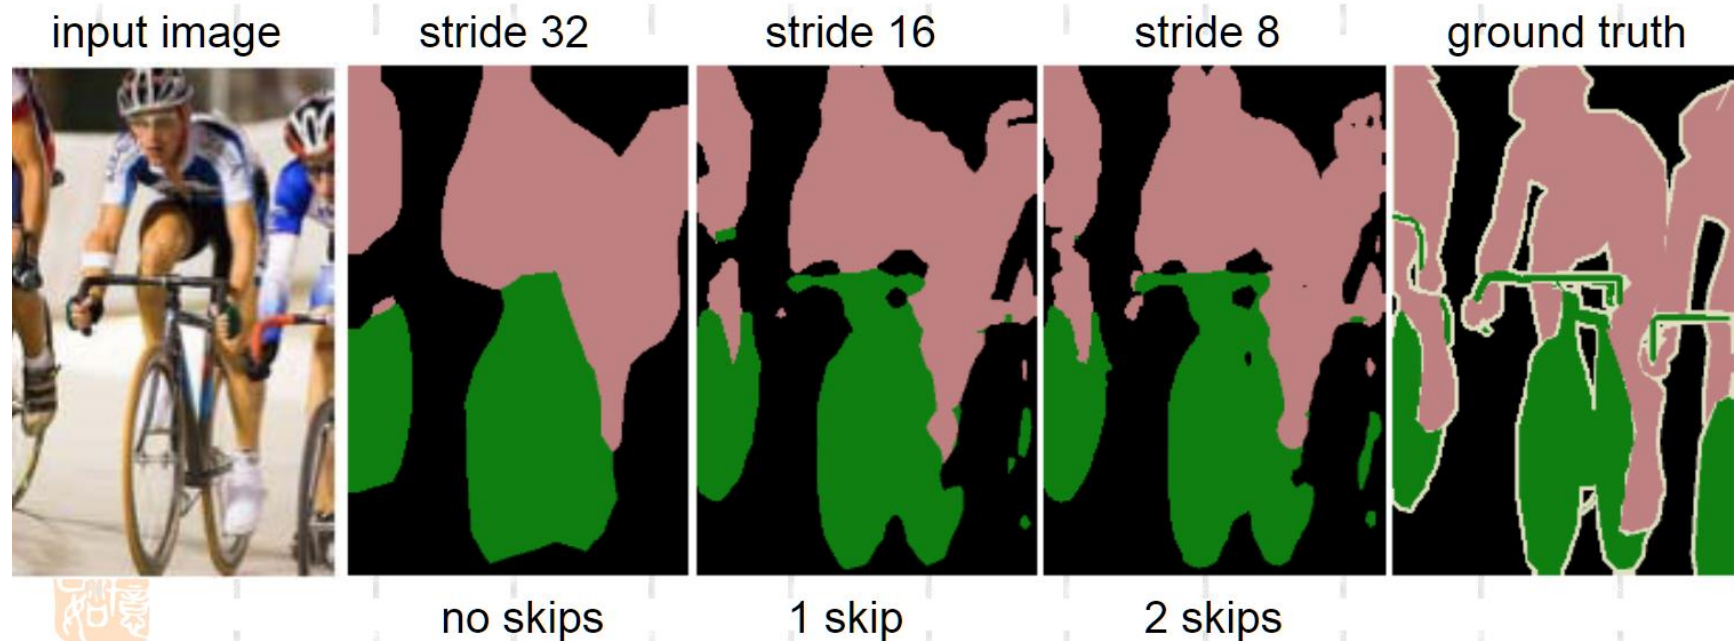 input image
stride 32
stride 16
stride 8
ground truth
no skips
1 skip
2 skips